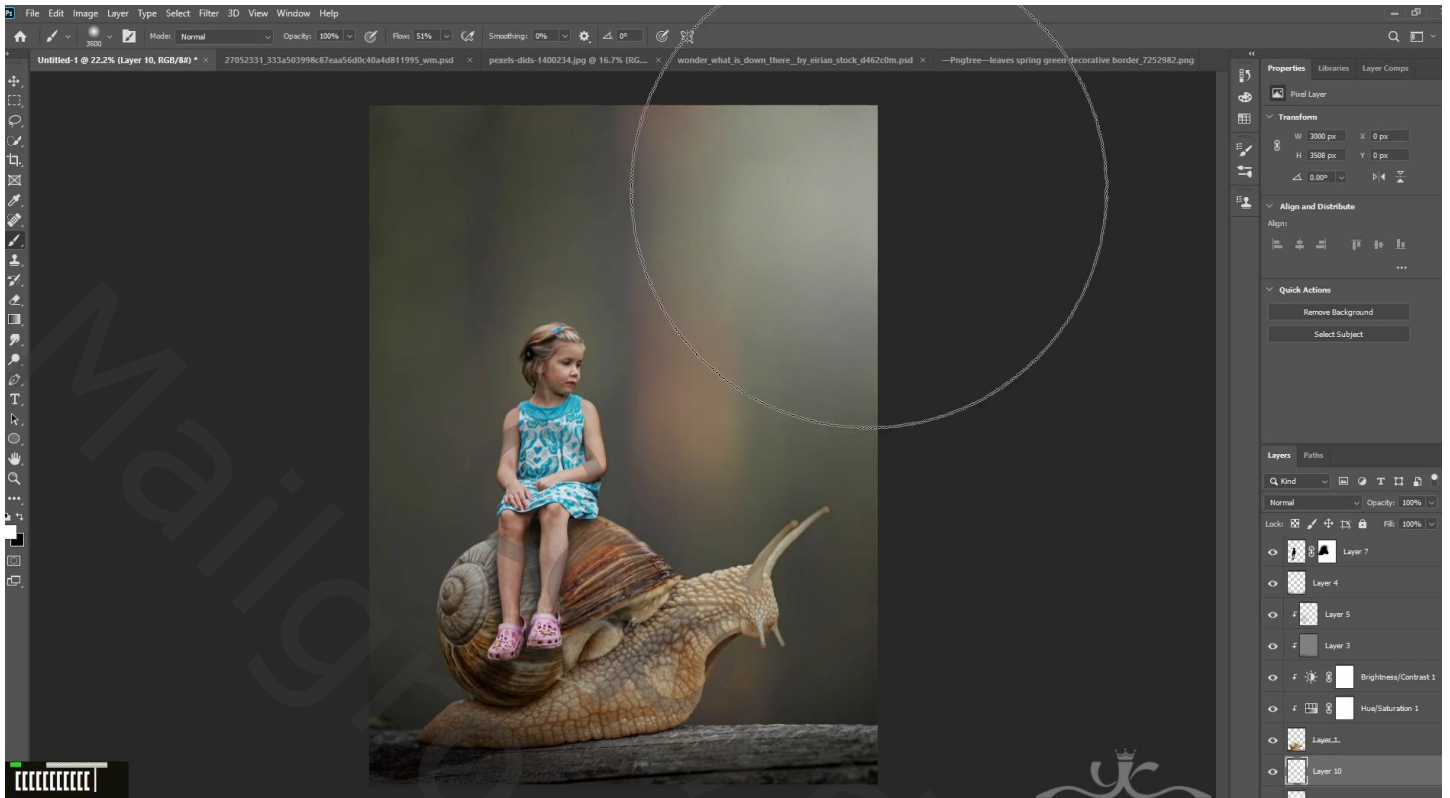 Ps File Edit Image Layer Type Select Filter 3D View Window Help
3600 Mode: Normal Opacity: 100% Flow: 51% Smoothing: 0% 0°
Untitled-1 @ 22.2% (Layer 10, RGB/8#) * × 27052331_333a503998c87eaa56d0c40a4d811995_wm.psd × pexels-dids-1400234.jpg @ 16.7% (RG... × wonder_what_is_down_there__by_eirian_stock_d462c0m.psd × —Pngtree—leaves spring green decorative border_7252982.png
Properties Libraries Layer Comps
Pixel Layer
Transform
W 3000 px X 0 px
H 3508 px Y 0 px
0.00°
Align and Distribute
Align:
Quick Actions
Remove Background
Select Subject
Layers Paths
Kind
Normal Opacity: 100%
Lock: Fill: 100%
Layer 7
Layer 4
Layer 5
Layer 3
Brightness/Contrast 1
Hue/Saturation 1
Layer 1
Layer 10
[[[[[[[[[[[